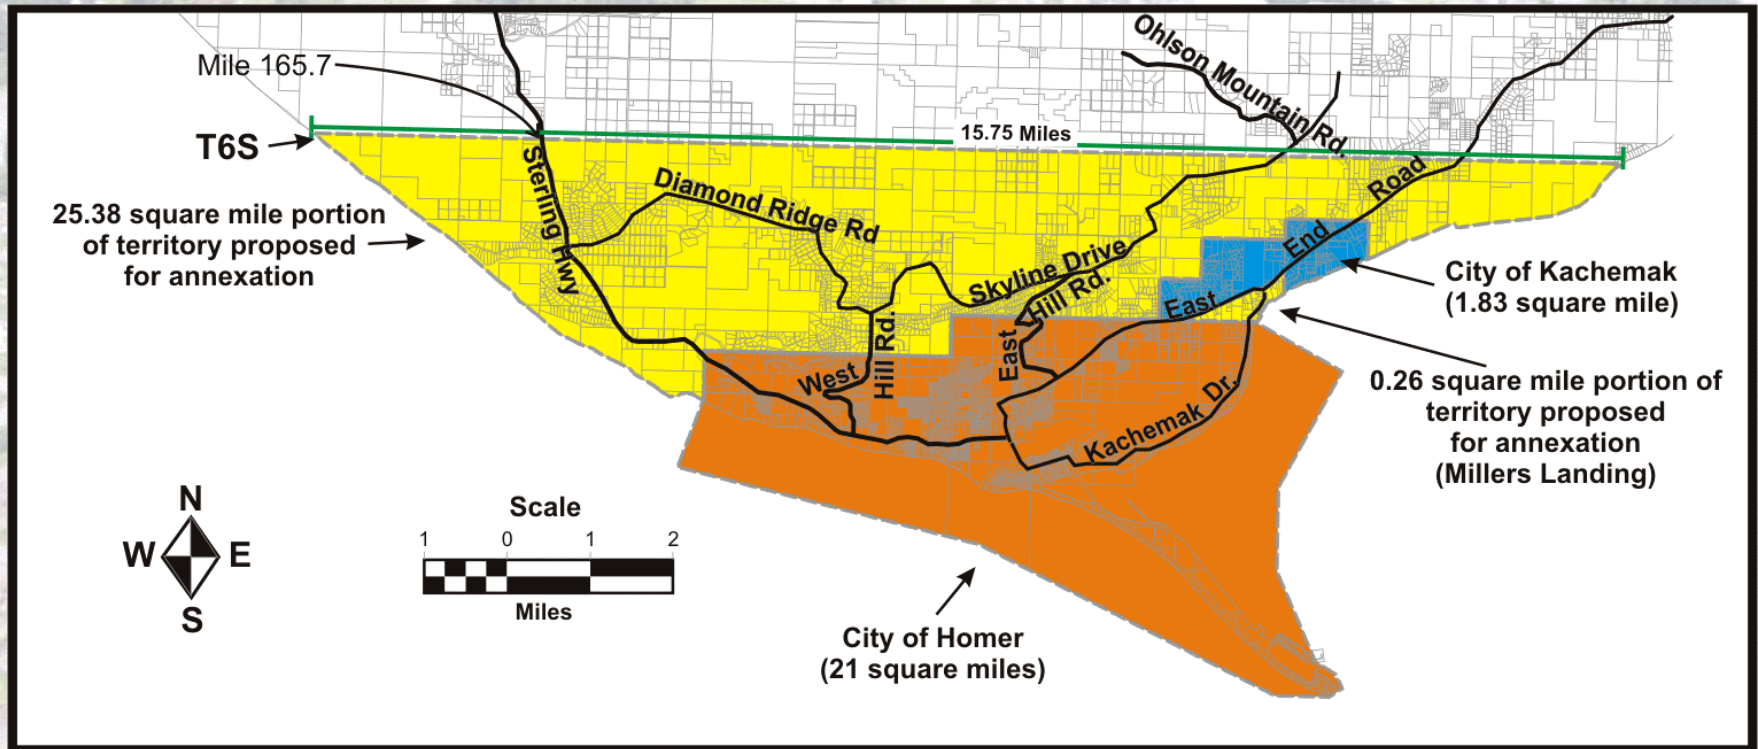 Ohlson Mountain Rd.
Mile 165.7
15.75 Miles
T6S
Sterling Hwy
Diamond Ridge Rd
Road
25.38 square mile portion
of territory proposed
for annexation
End
Skyline Drive
City of Kachemak
(1.83 square mile)
East Hill Rd.
East
West Hill Rd.
0.26 square mile portion of
territory proposed
for annexation
(Millers Landing)
Kachemak Dr.
N
W E
S
Scale
1 0 1 2
Miles
City of Homer
(21 square miles)